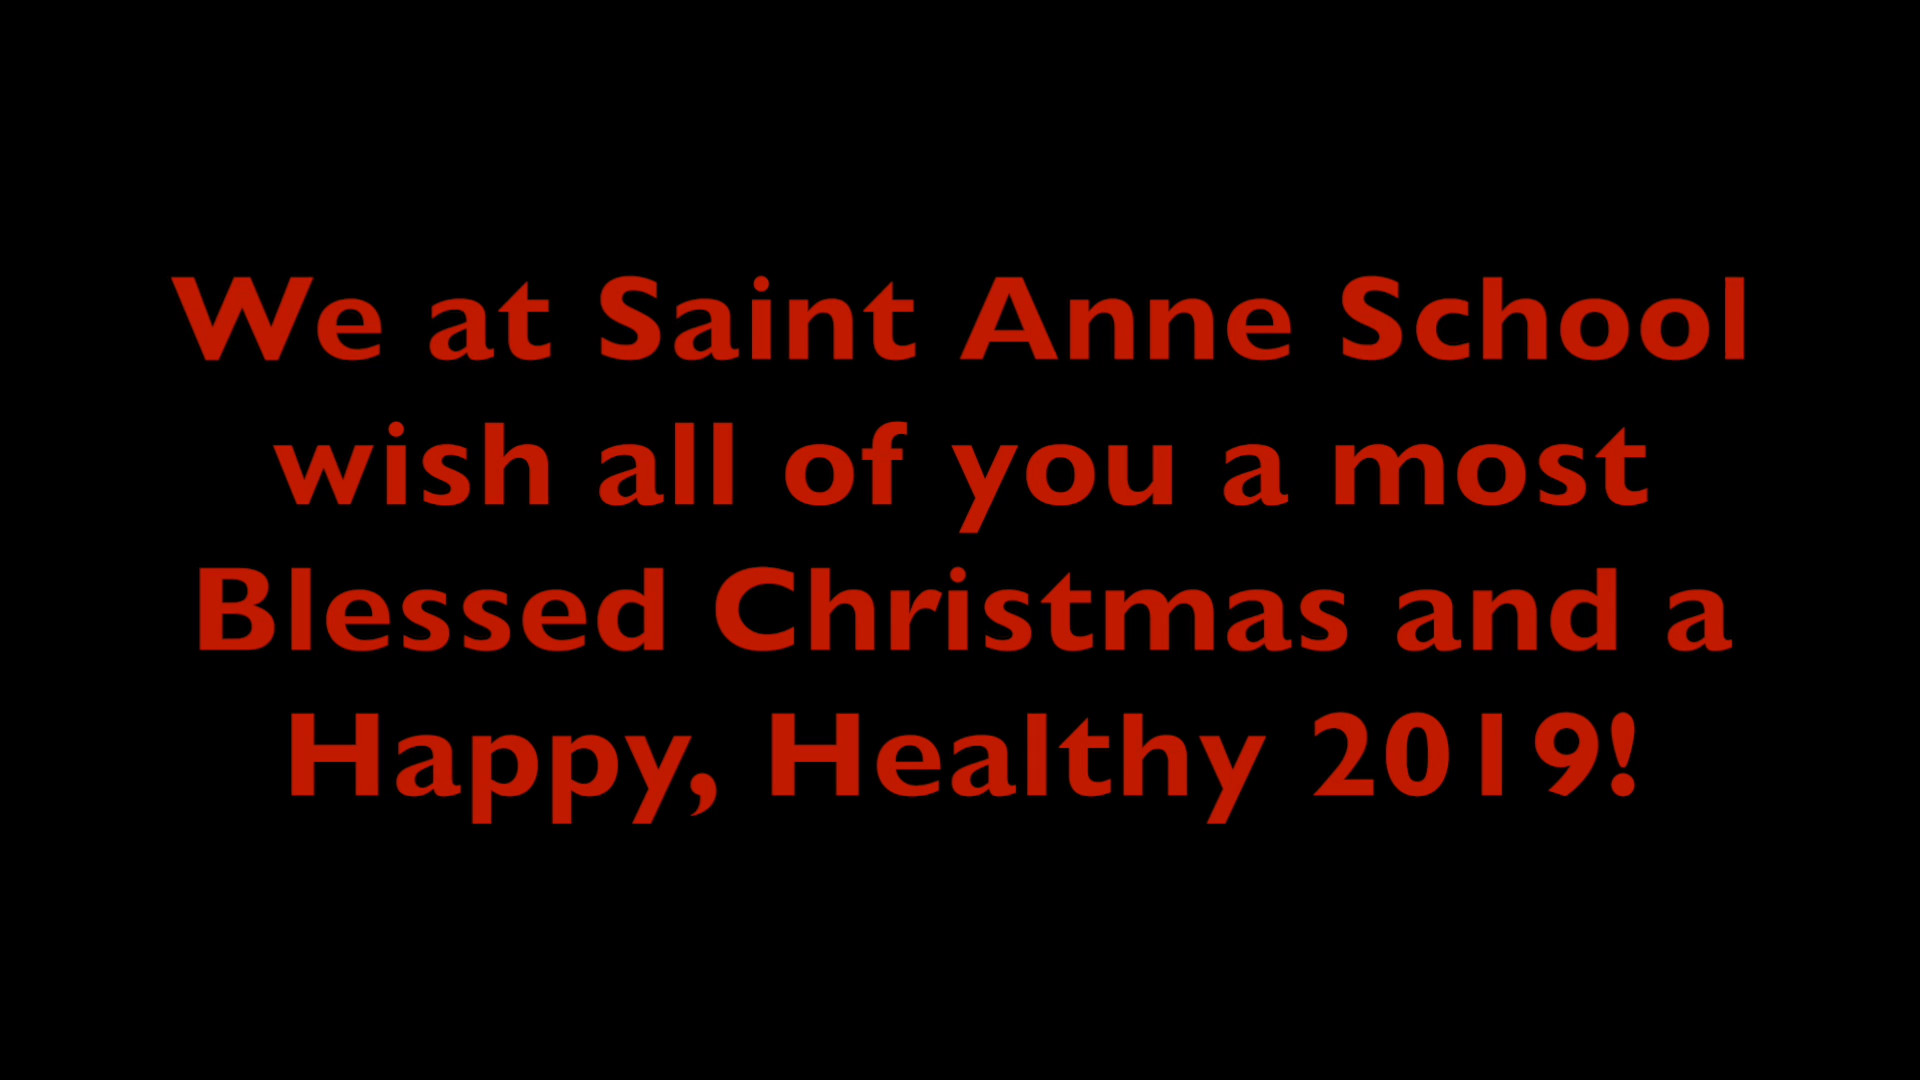 We at Saint Anne School
wish all of you a most
Blessed Christmas and a
Happy, Healthy 2019!